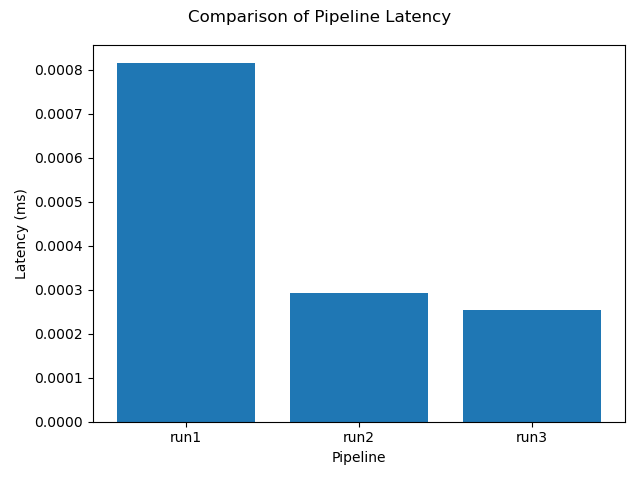 Comparison of Pipeline Latency
0.0008
0.0007
0.0006
0.0005
0.0004
0.0003
0.0002
0.0001
0.0000
Latency (ms)
run1 run2 run3
Pipeline